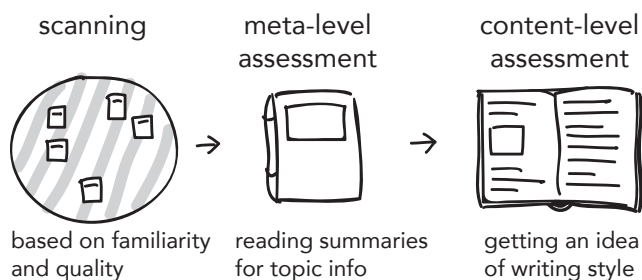 scanning
meta-level
assessment
content-level
assessment
based on familiarity
and quality
reading summaries
for topic info
getting an idea
of writing style